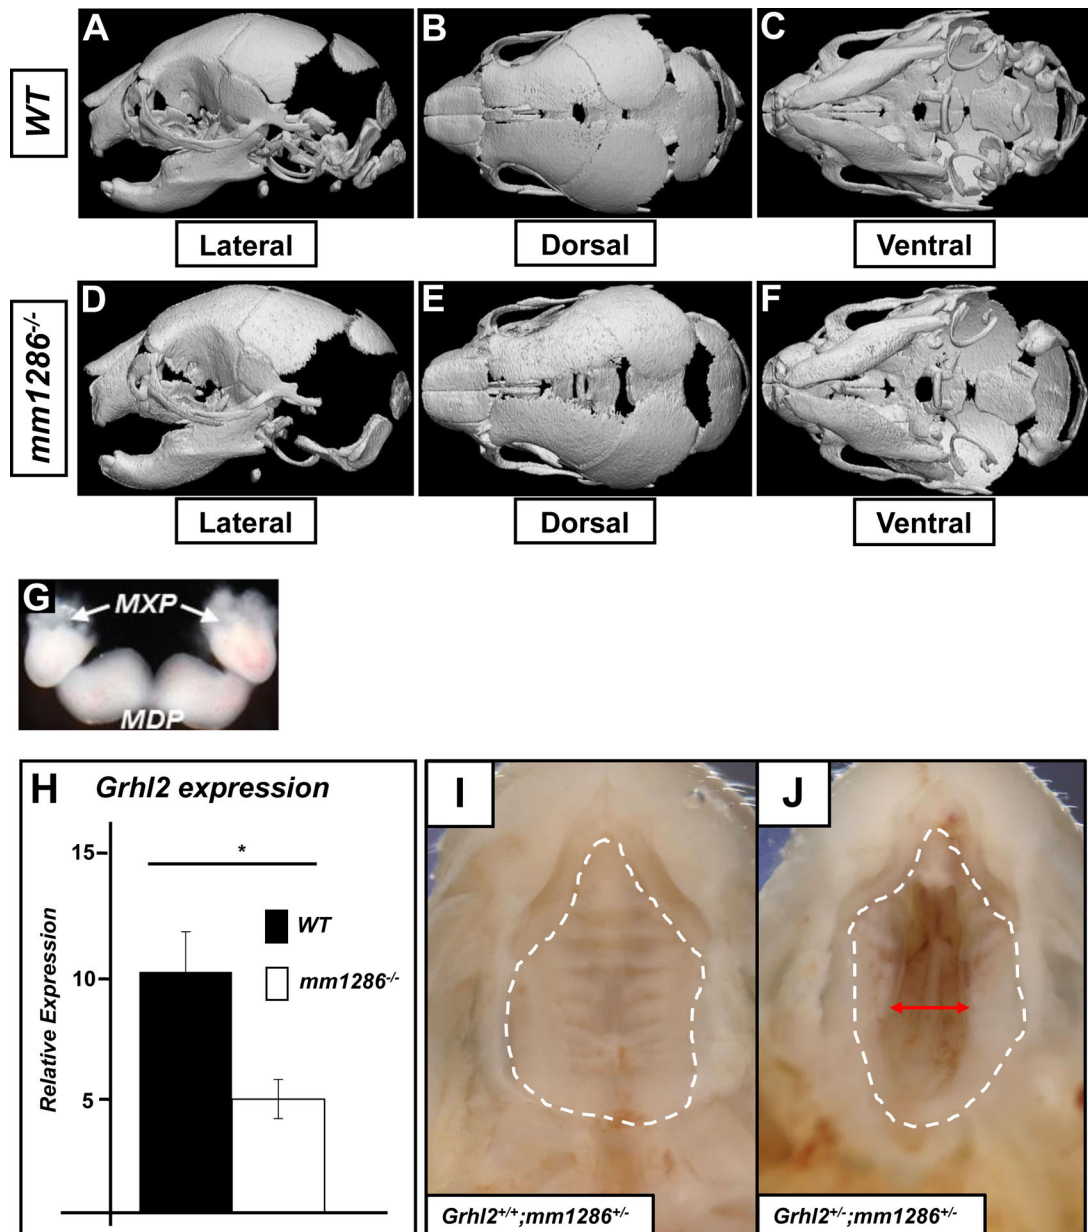 A
B
C
WT
Lateral
Dorsal
Ventral
D
E
F
mm1286-/-
Lateral
Dorsal
Ventral
G
MXP
MDP
H Grhl2 expression
15
*
WT
mm1286-/-
10
5
Relative Expression
I
J
Grhl2+/+;mm1286+/-
Grhl2+/-;mm1286+/-